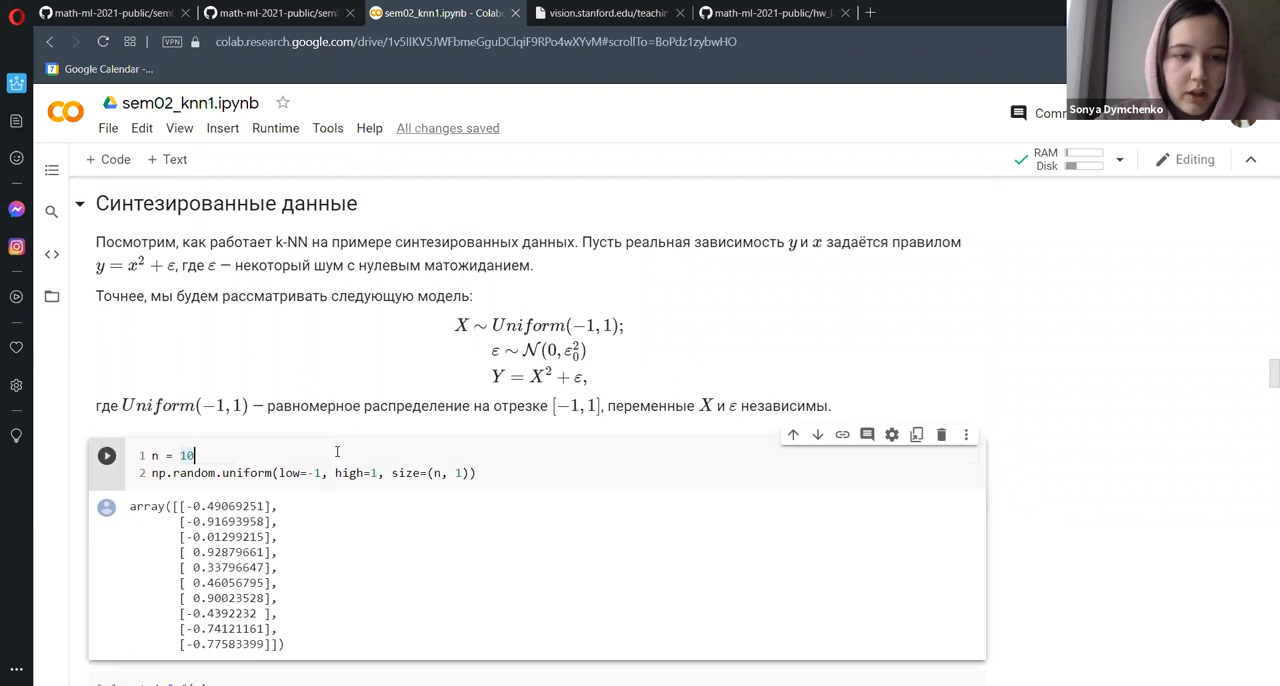 math-ml-2021-public/sem
math-ml-2021-public/sem0
sem02_knn1.ipynb - Colab
vision.stanford.edu/teachin
math-ml-2021-public/hw_
VPN
colab.research.google.com/drive/1v5IIKV5JWFbmeGguDClqiF9RPo4wXYvM#scrollTo=BoPdz1zybwHO
7 Google Calendar -...
Sonya Dymchenko
sem02_knn1.ipynb
Comm
File Edit View Insert Runtime Tools Help All changes saved
+ Code + Text
RAM
Disk
Editing
Синтезированные данные
Посмотрим, как работает k-NN на примере синтезированных данных. Пусть реальная зависимость y и x задаётся правилом
y = x² + ε, где ε — некоторый шум с нулевым матожиданием.
Точнее, мы будем рассматривать следующую модель:
X ∼ Uniform(−1, 1);
ε ∼ N(0, ε₀²)
Y = X² + ε,
где Uniform(−1, 1) — равномерное распределение на отрезке [−1, 1], переменные X и ε независимы.
1 n = 10
2 np.random.uniform(low=-1, high=1, size=(n, 1))
array([[-0.49069251],
[-0.91693958],
[-0.01299215],
[ 0.92879661],
[ 0.33796647],
[ 0.46056795],
[ 0.90023528],
[-0.4392232 ],
[-0.74121161],
[-0.77583399]])